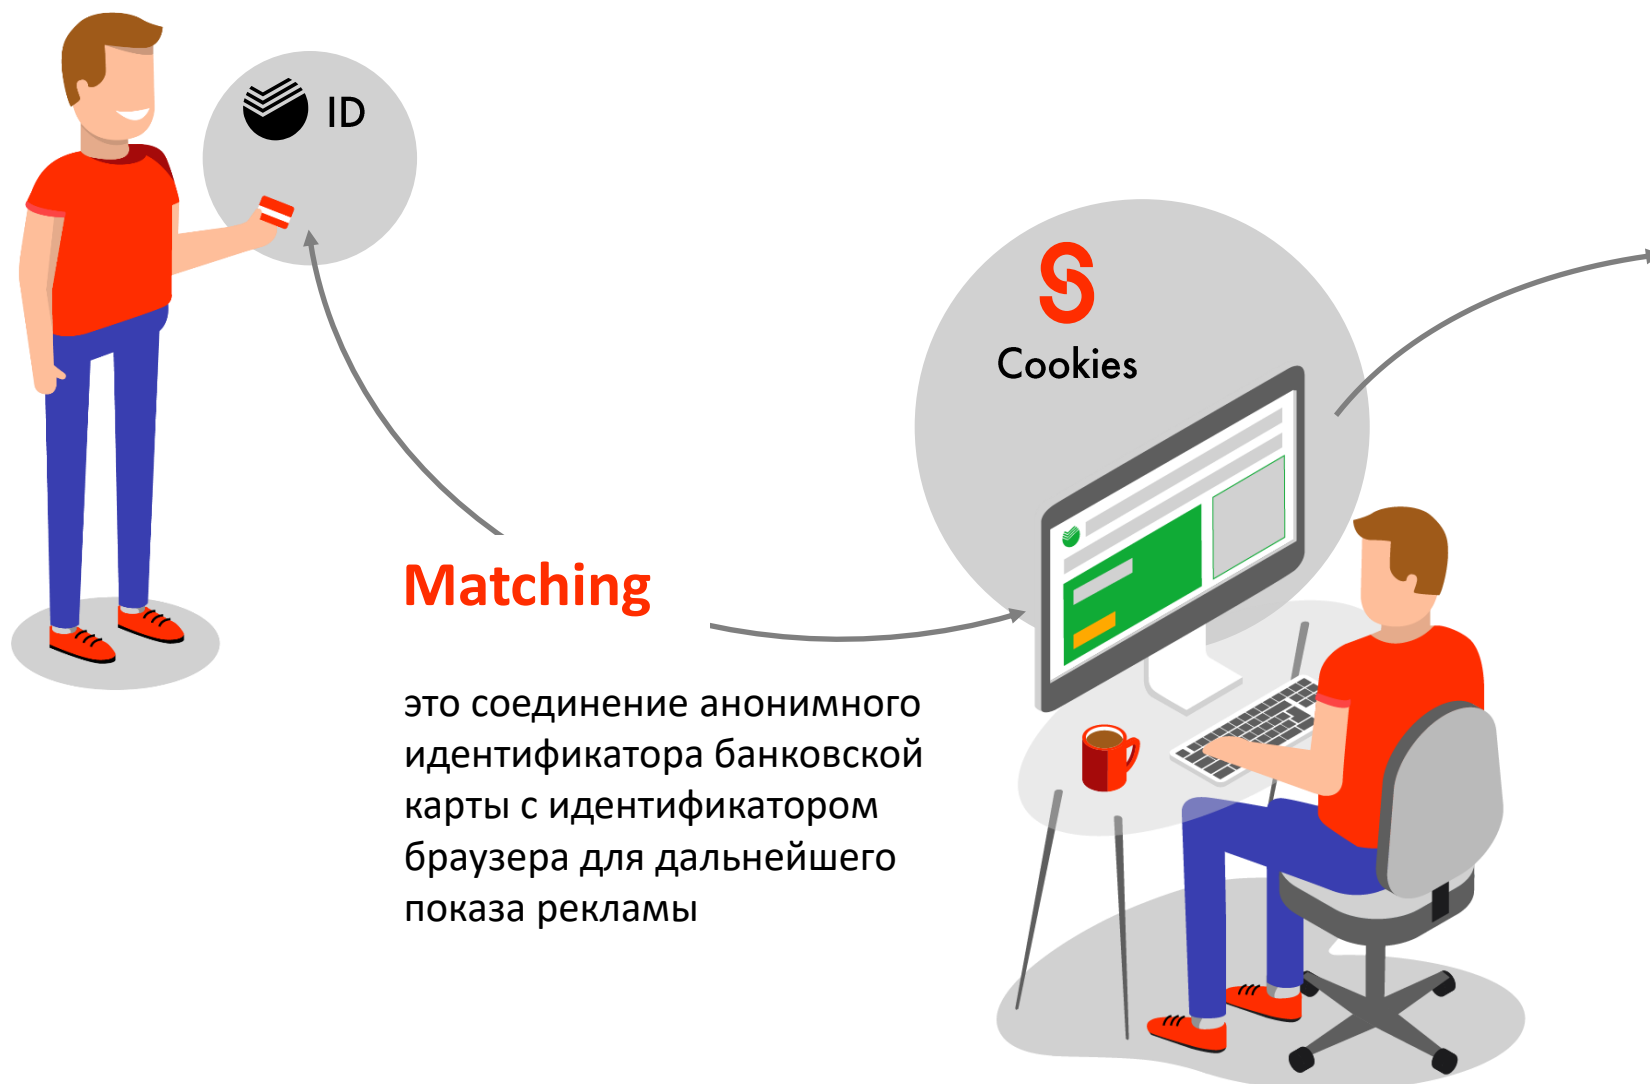 ID
Cookies
Matching
это соединение анонимного
идентификатора банковской
карты с идентификатором
браузера для дальнейшего
показа рекламы